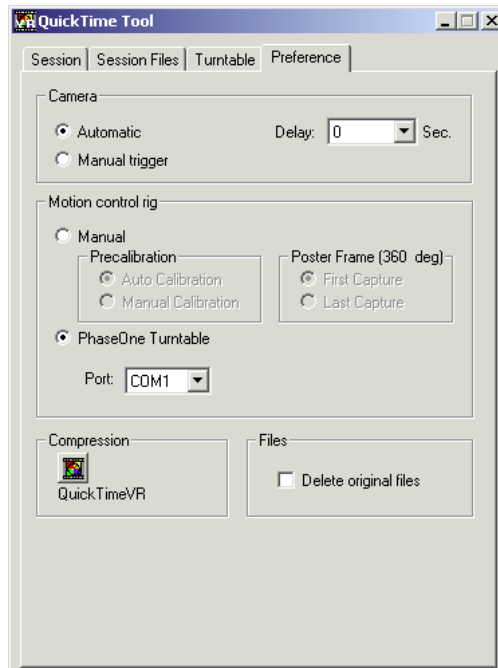 VR QuickTime Tool
Session Session Files Turntable Preference
Camera
Automatic Delay: 0 Sec.
Manual trigger
Motion control rig
Manual
Precalibration Poster Frame (360 deg)
Auto Calibration First Capture
Manual Calibration Last Capture
PhaseOne Turntable
Port: COM1
Compression Files
QuickTimeVR Delete original files